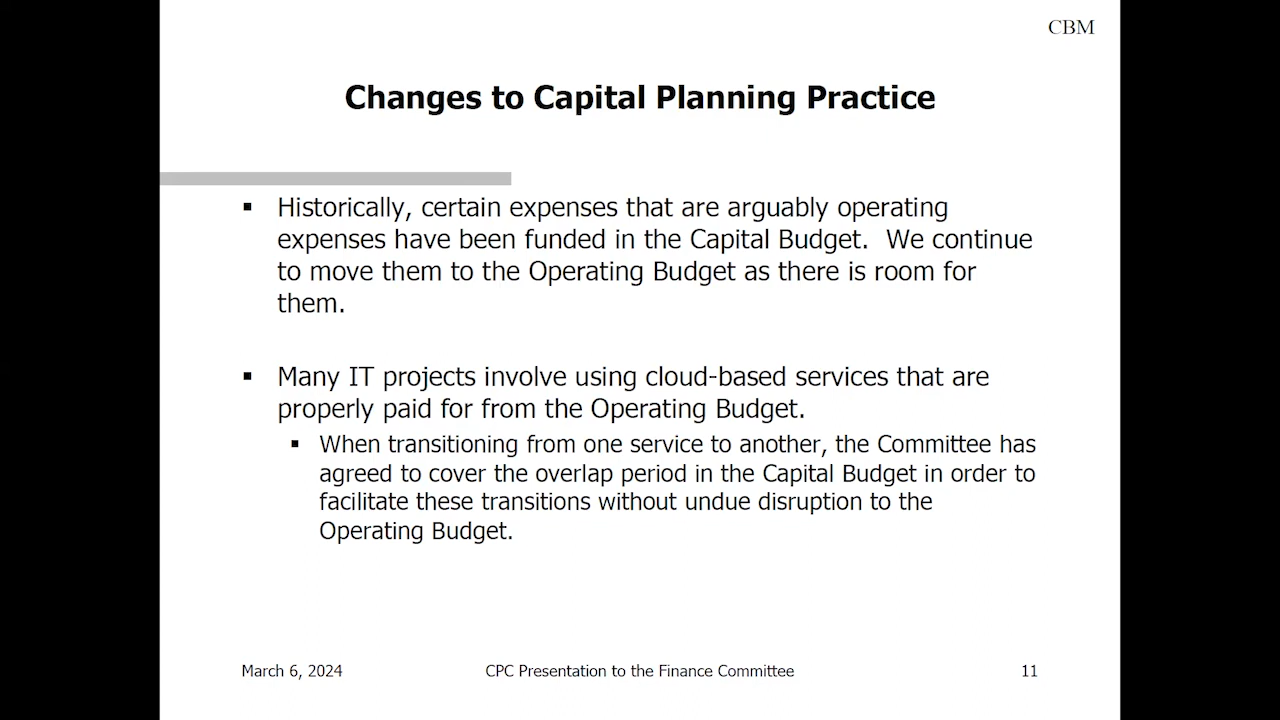 CBM
Changes to Capital Planning Practice
▪ Historically, certain expenses that are arguably operating
expenses have been funded in the Capital Budget.  We continue
to move them to the Operating Budget as there is room for
them.
▪ Many IT projects involve using cloud-based services that are
properly paid for from the Operating Budget.
▪ When transitioning from one service to another, the Committee has
agreed to cover the overlap period in the Capital Budget in order to
facilitate these transitions without undue disruption to the
Operating Budget.
March 6, 2024 CPC Presentation to the Finance Committee 11